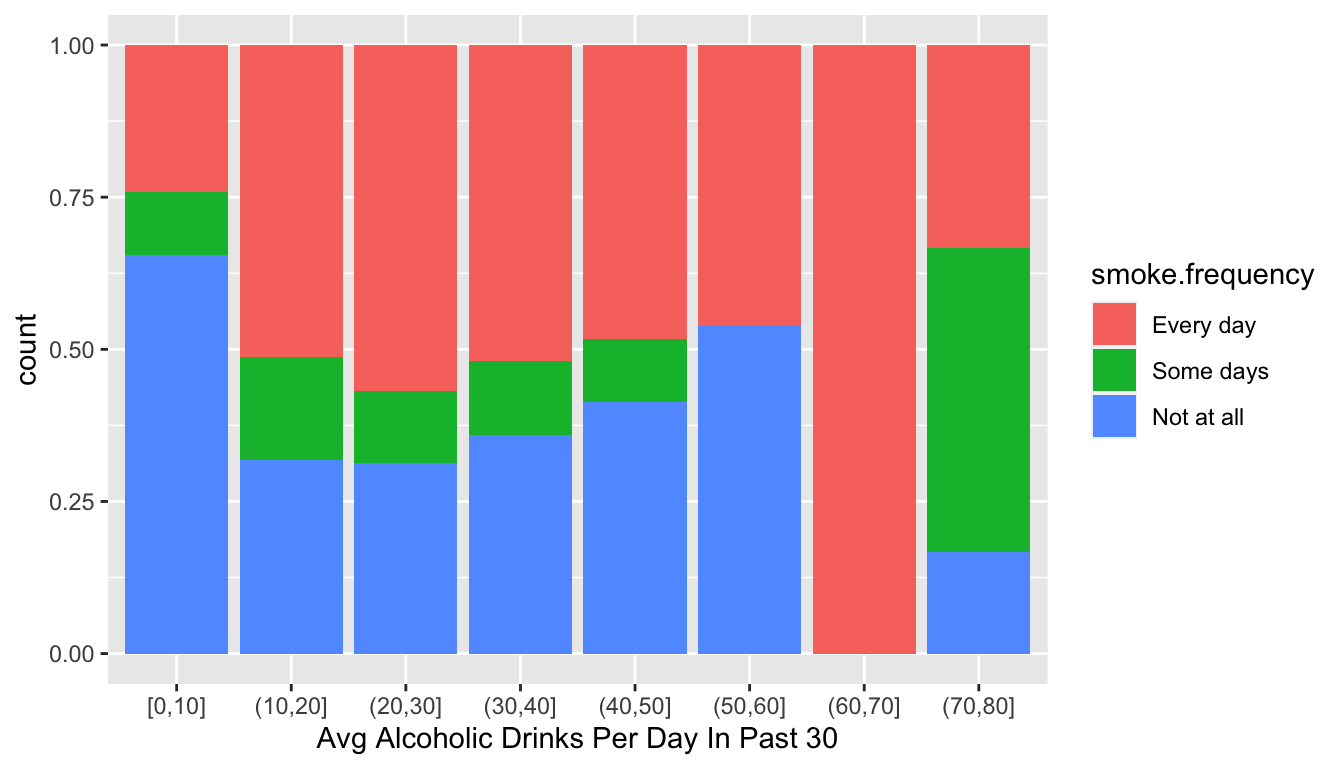 1.00
0.75
0.50
0.25
0.00
count
[0,10] (10,20] (20,30] (30,40] (40,50] (50,60] (60,70] (70,80]
Avg Alcoholic Drinks Per Day In Past 30
smoke.frequency
Every day
Some days
Not at all